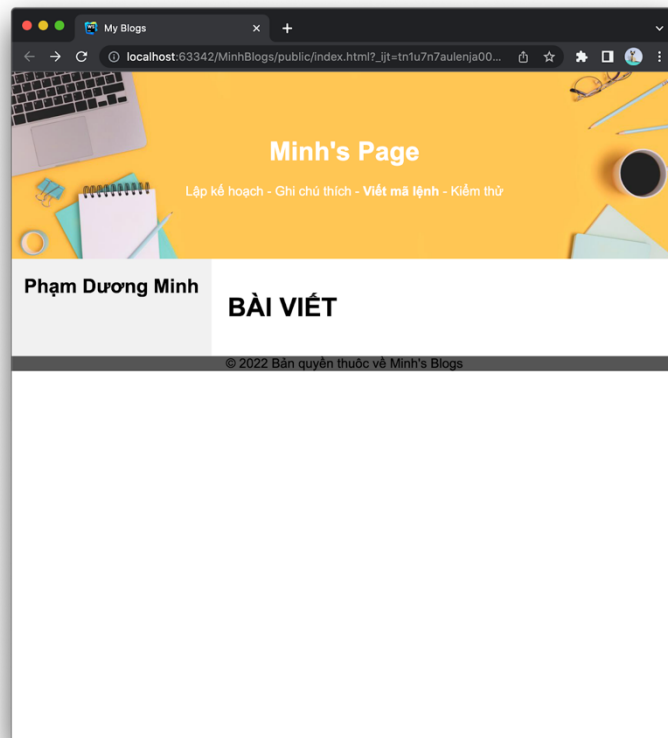 My Blogs
localhost:63342/MinhBlogs/public/index.html?_ijt=tn1u7n7aulenja00...
Minh's Page
Lập kế hoạch - Ghi chú thích - Viết mã lệnh - Kiểm thử
Phạm Dương Minh
BÀI VIẾT
© 2022 Bản quyền thuôc về Minh's Blogs